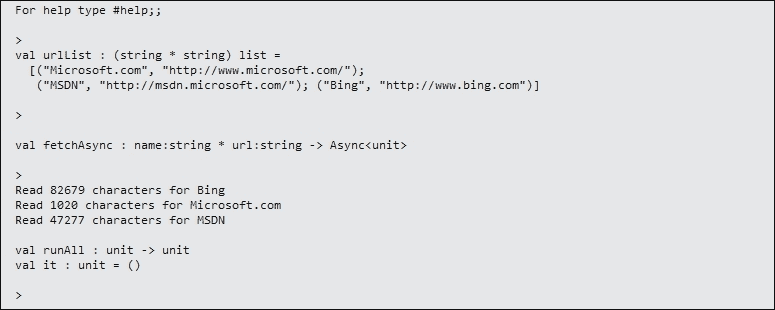 For help type #help;;
>
val urlList : (string * string) list =
[("Microsoft.com", "http://www.microsoft.com/");
("MSDN", "http://msdn.microsoft.com/"); ("Bing", "http://www.bing.com")]
>
val fetchAsync : name:string * url:string -> Async<unit>
>
Read 82679 characters for Bing
Read 1020 characters for Microsoft.com
Read 47277 characters for MSDN
val runAll : unit -> unit
val it : unit = ()
>